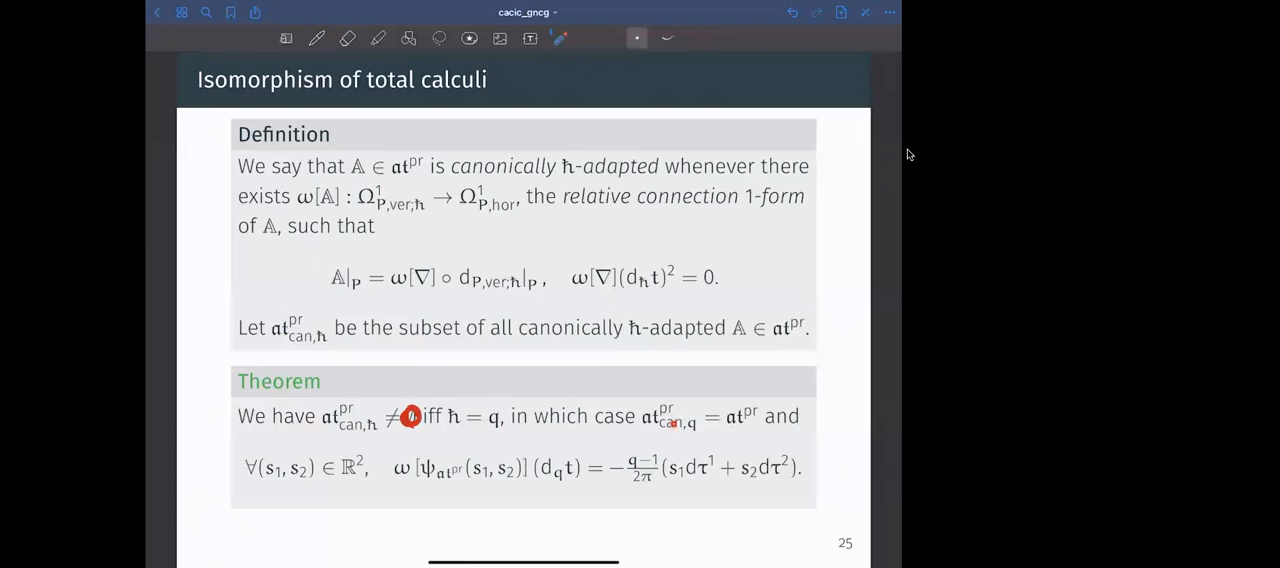 cacic_gncg
Isomorphism of total calculi
Definition
We say that 𝔸 ∈ 𝔞𝔱^pr is canonically ħ-adapted whenever there
exists ω[𝔸] : Ω¹_P,ver;ħ → Ω¹_P,hor, the relative connection 1-form
of 𝔸, such that
𝔸|_P = ω[∇] ∘ d_P,ver;ħ|_P , ω[∇](d_ħt)² = 0.
Let 𝔞𝔱^pr_can,ħ be the subset of all canonically ħ-adapted 𝔸 ∈ 𝔞𝔱^pr.
Theorem
We have 𝔞𝔱^pr_can,ħ ≠ iff ħ = q, in which case 𝔞𝔱^pr_can,q = 𝔞𝔱^pr and
∀(s₁, s₂) ∈ ℝ², ω [ψ_𝔞𝔱^pr(s₁, s₂)] (d_qt) = −(q−1)/2π (s₁dτ¹ + s₂dτ²).
25